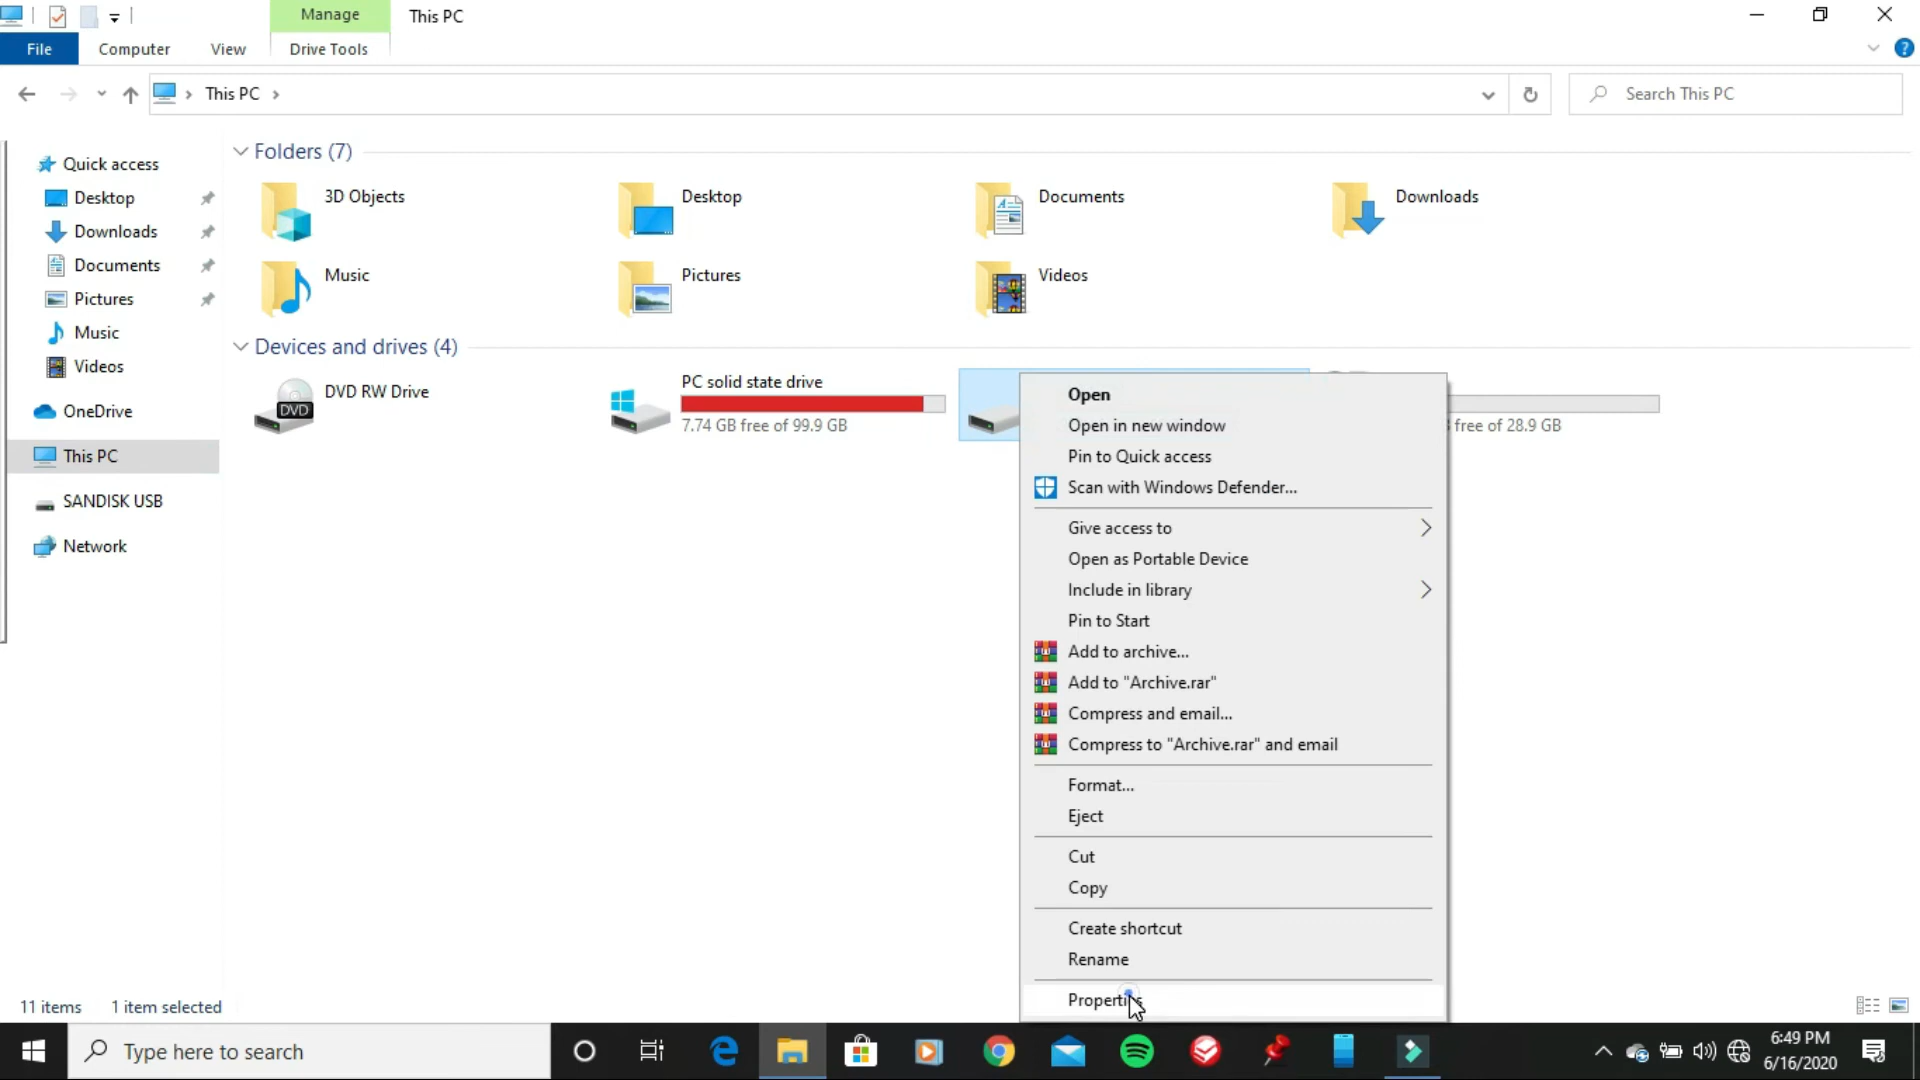 Manage
This PC
File
Computer
View
Drive Tools
This PC
Search This PC
Quick access
Desktop
Downloads
Documents
Pictures
Music
Videos
OneDrive
This PC
SANDISK USB
Network
Folders (7)
3D Objects
Desktop
Documents
Downloads
Music
Pictures
Videos
Devices and drives (4)
DVD
DVD RW Drive
PC solid state drive
7.74 GB free of 99.9 GB
free of 28.9 GB
Open
Open in new window
Pin to Quick access
Scan with Windows Defender...
Give access to
Open as Portable Device
Include in library
Pin to Start
Add to archive...
Add to "Archive.rar"
Compress and email...
Compress to "Archive.rar" and email
Format...
Eject
Cut
Copy
Create shortcut
Rename
Properties
11 items
1 item selected
Type here to search
6:49 PM
6/16/2020